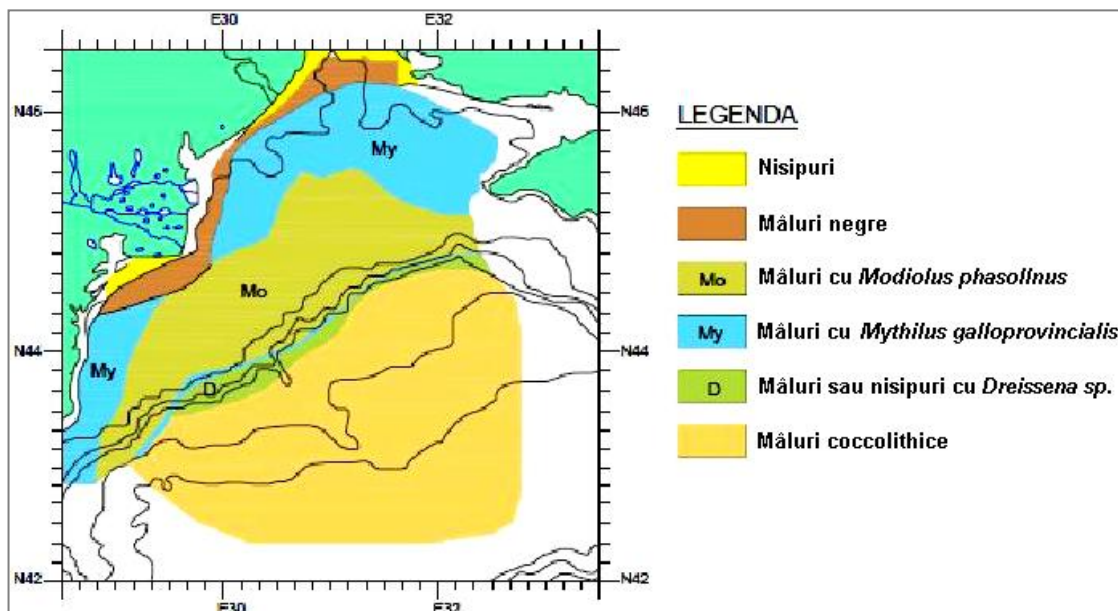 E30 E32
N46 N46
N44 N44
N42 N42
E30 E32
My
Mo
My
D
LEGENDA
Nisipuri
Mâluri negre
Mo Mâluri cu Modiolus phasolinus
My Mâluri cu Mythilus galloprovincialis
D Mâluri sau nisipuri cu Dreissena sp.
Mâluri coccolithice